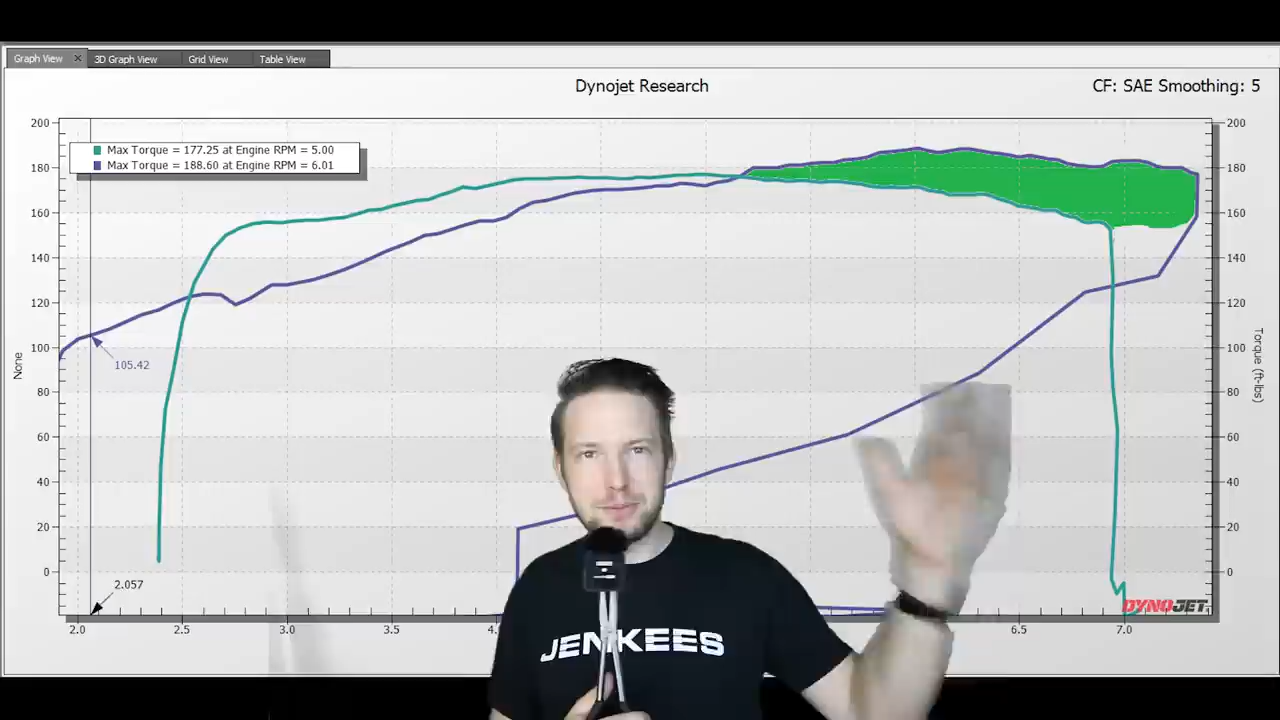 Graph View X 3D Graph View Grid View Table View
Dynojet Research
CF: SAE Smoothing: 5
Max Torque = 177.25 at Engine RPM = 5.00
Max Torque = 188.60 at Engine RPM = 6.01
200 200
180 180
160 160
140 140
120 120
100 100
80 80
60 60
40 40
20 20
0 0
None
Torque (ft-lbs)
105.42
2.057
DYNOJET
2.0 2.5 3.0 3.5 6.5 7.0
JENKEES